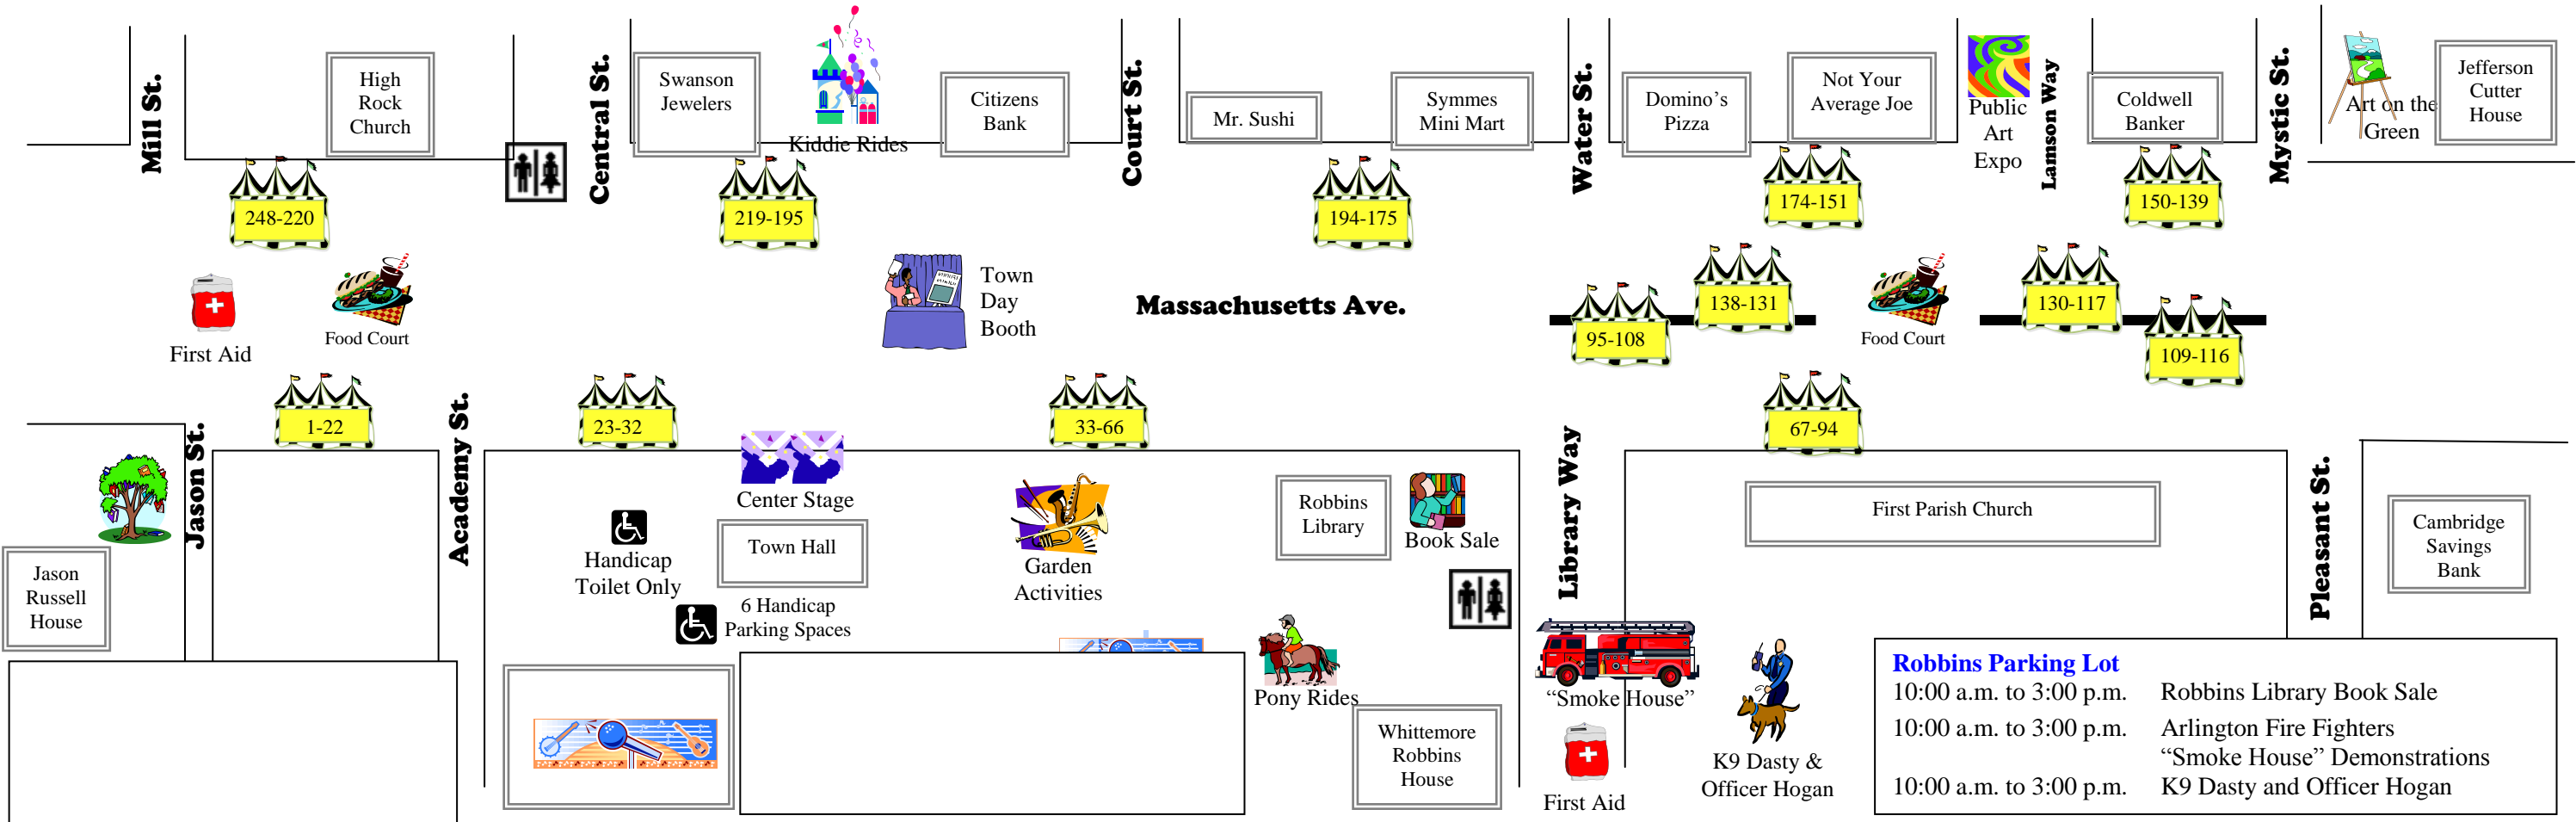 Mill St.
High
Rock
Church
Central St.
Swanson
Jewelers
Kiddie Rides
Citizens
Bank
Court St.
Mr. Sushi
Symmes
Mini Mart
Water St.
Domino’s
Pizza
Not Your
Average Joe
Public
Art
Expo
Lamson Way
Coldwell
Banker
Mystic St.
Art on the
Green
Jefferson
Cutter
House
248-220
219-195
194-175
174-151
150-139
First Aid
Food Court
Town
Day
Booth
Massachusetts Ave.
95-108
138-131
Food Court
130-117
109-116
1-22
23-32
33-66
67-94
Jason St.
Jason
Russell
House
Academy St.
Center Stage
Town Hall
Handicap
Toilet Only
6 Handicap
Parking Spaces
Garden
Activities
Robbins
Library
Book Sale
Pony Rides
Whittemore
Robbins
House
Library Way
“Smoke House”
First Aid
First Parish Church
K9 Dasty &
Officer Hogan
Pleasant St.
Cambridge
Savings
Bank
Robbins Parking Lot
10:00 a.m. to 3:00 p.m. Robbins Library Book Sale
10:00 a.m. to 3:00 p.m. Arlington Fire Fighters
“Smoke House” Demonstrations
10:00 a.m. to 3:00 p.m. K9 Dasty and Officer Hogan